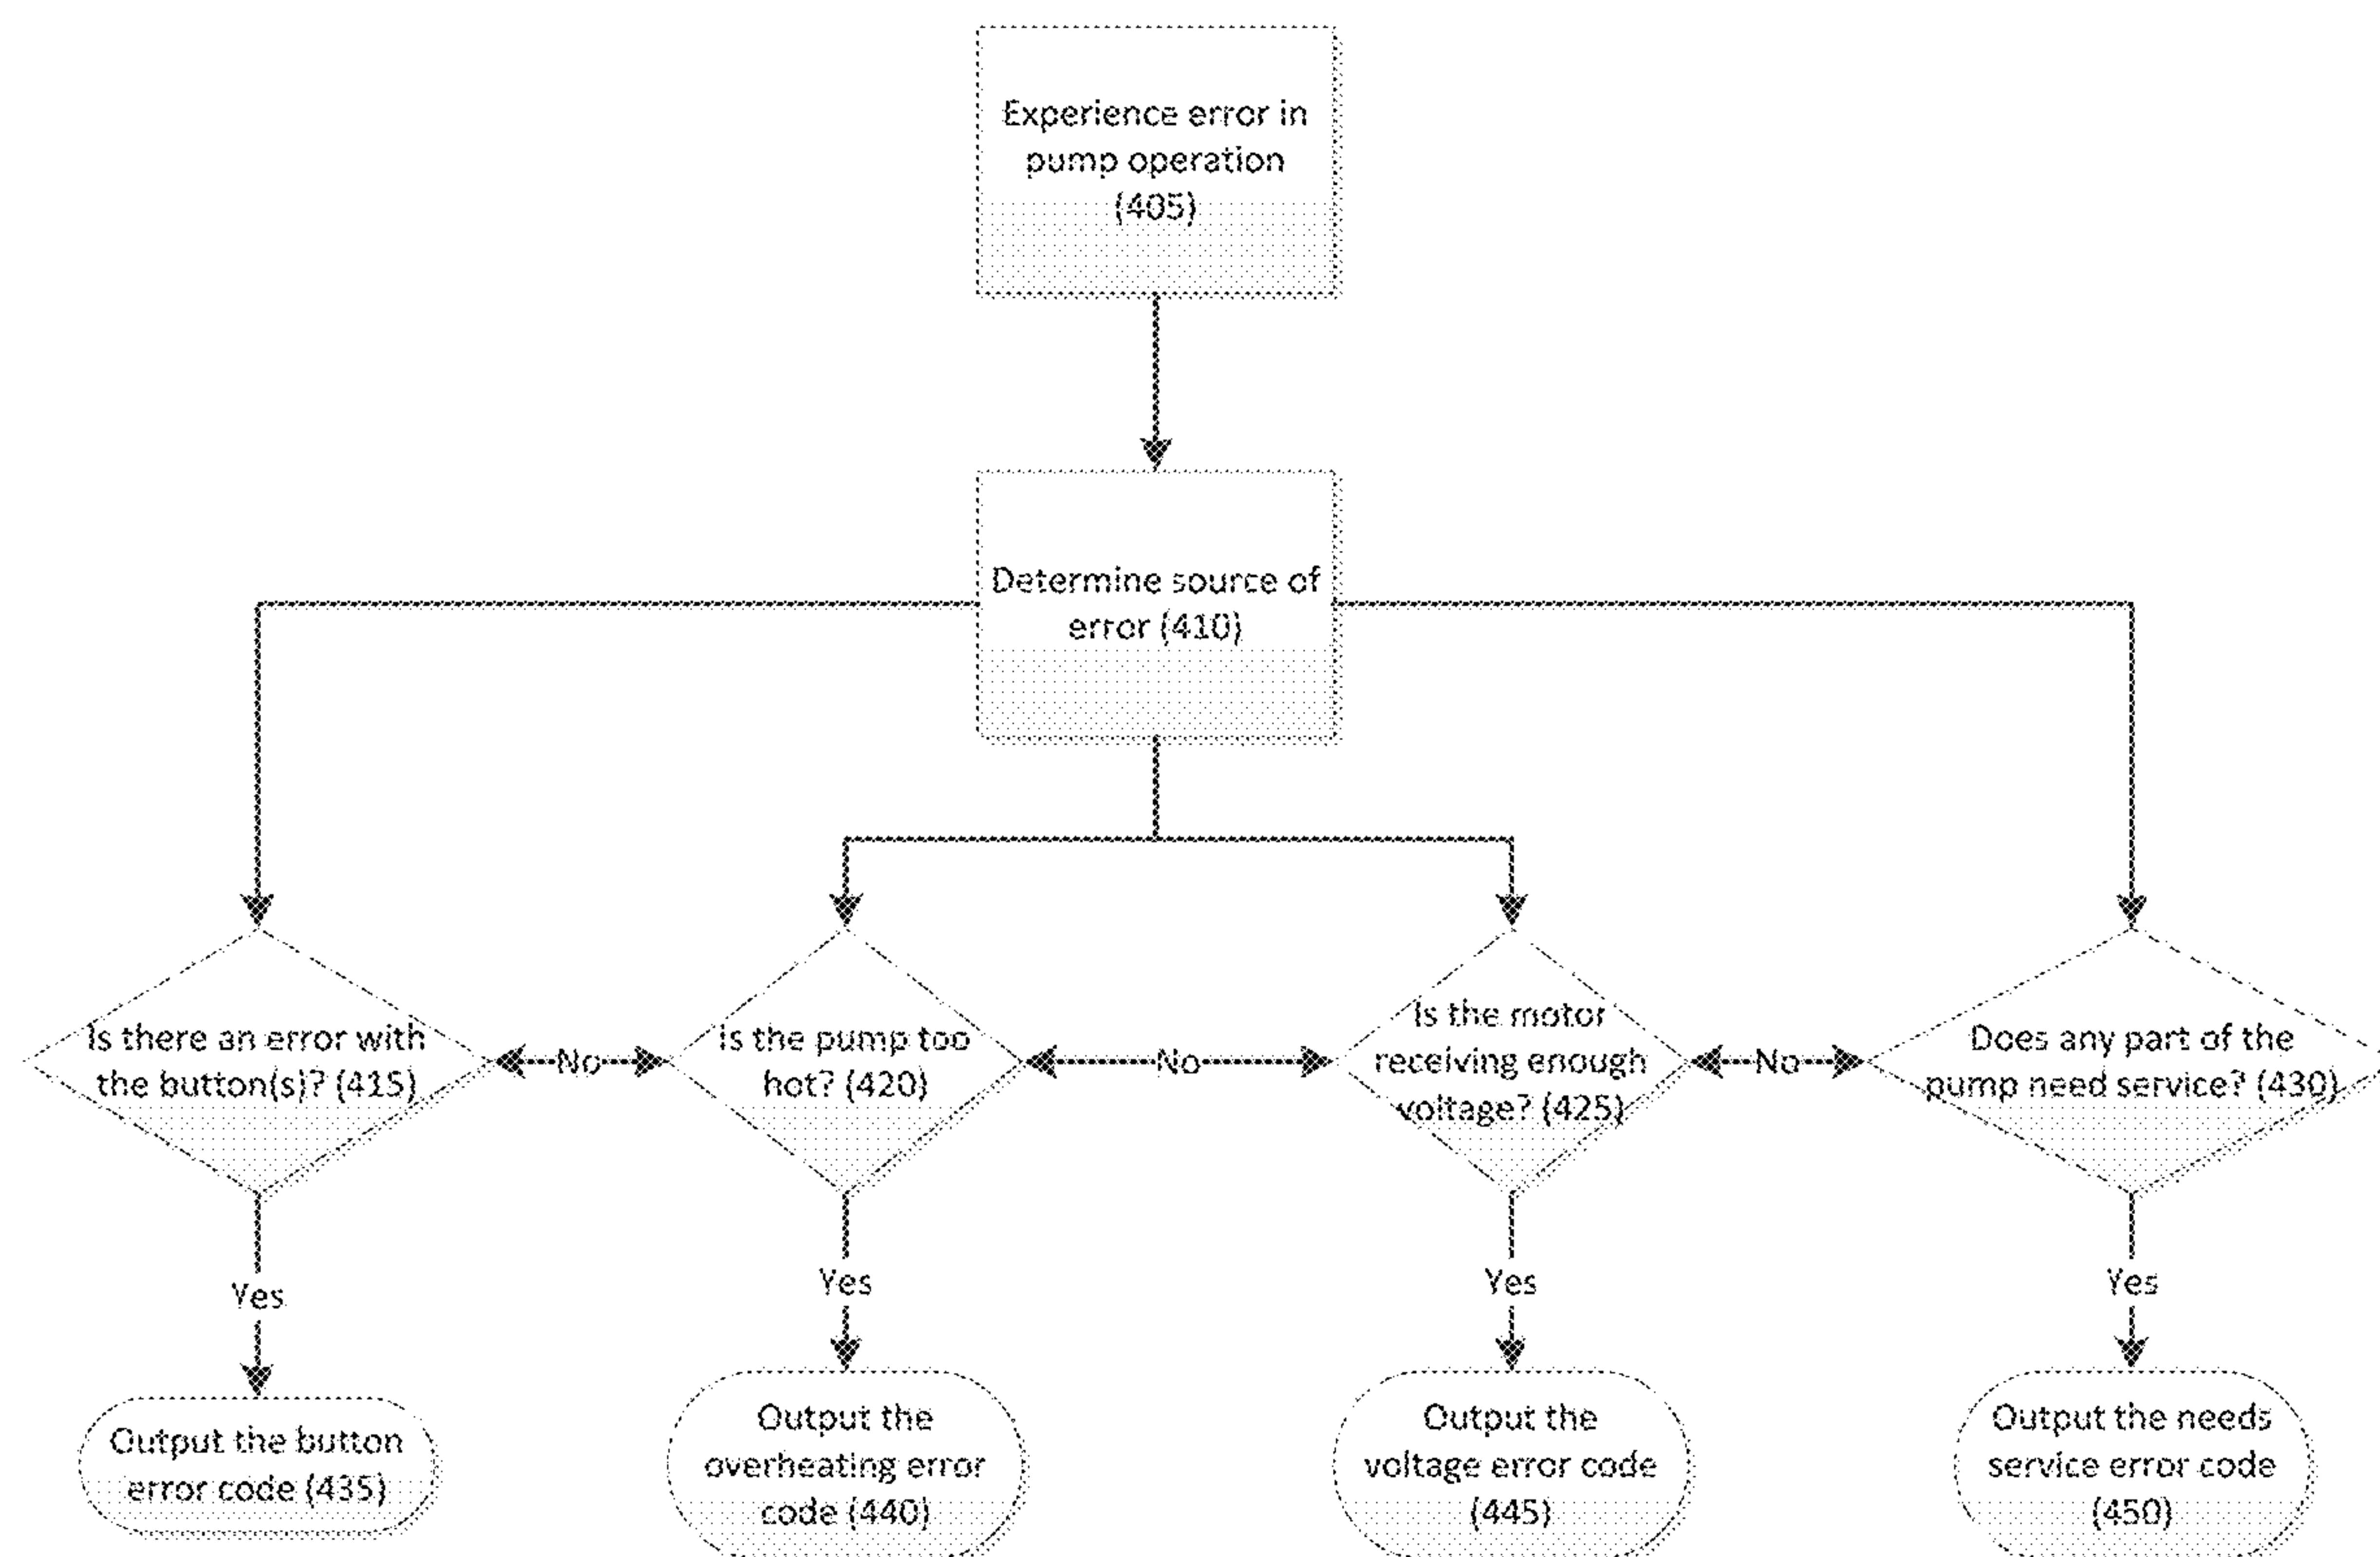 Experience error in
pump operation
(405)
Determine source of
error (410)
Is there an error with
the button(s)? (415)
No
Is the pump too
hot? (420)
No
Is the motor
receiving enough
voltage? (425)
No
Does any part of the
pump need service? (430)
Yes
Yes
Yes
Yes
Output the button
error code (435)
Output the
overheating error
code (440)
Output the
voltage error code
(445)
Output the needs
service error code
(450)